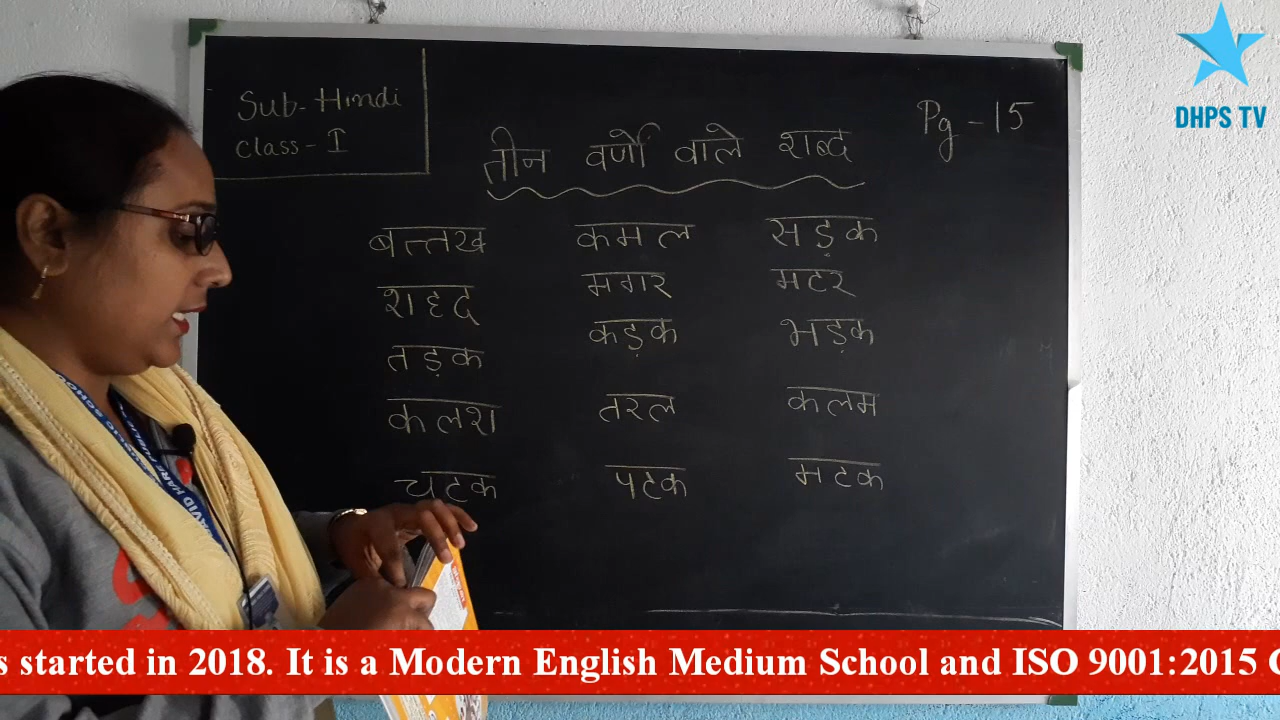 Sub-Hindi
Class-I
Pg-15
DHPS TV
तीन वर्णों वाले शब्द
बत्तख कमल सड़क
शहद मगर मटर
तड़क कड़क भड़क
कलश तरल कलम
चटक पटक मटक
s started in 2018. It is a Modern English Medium School and ISO 9001:2015